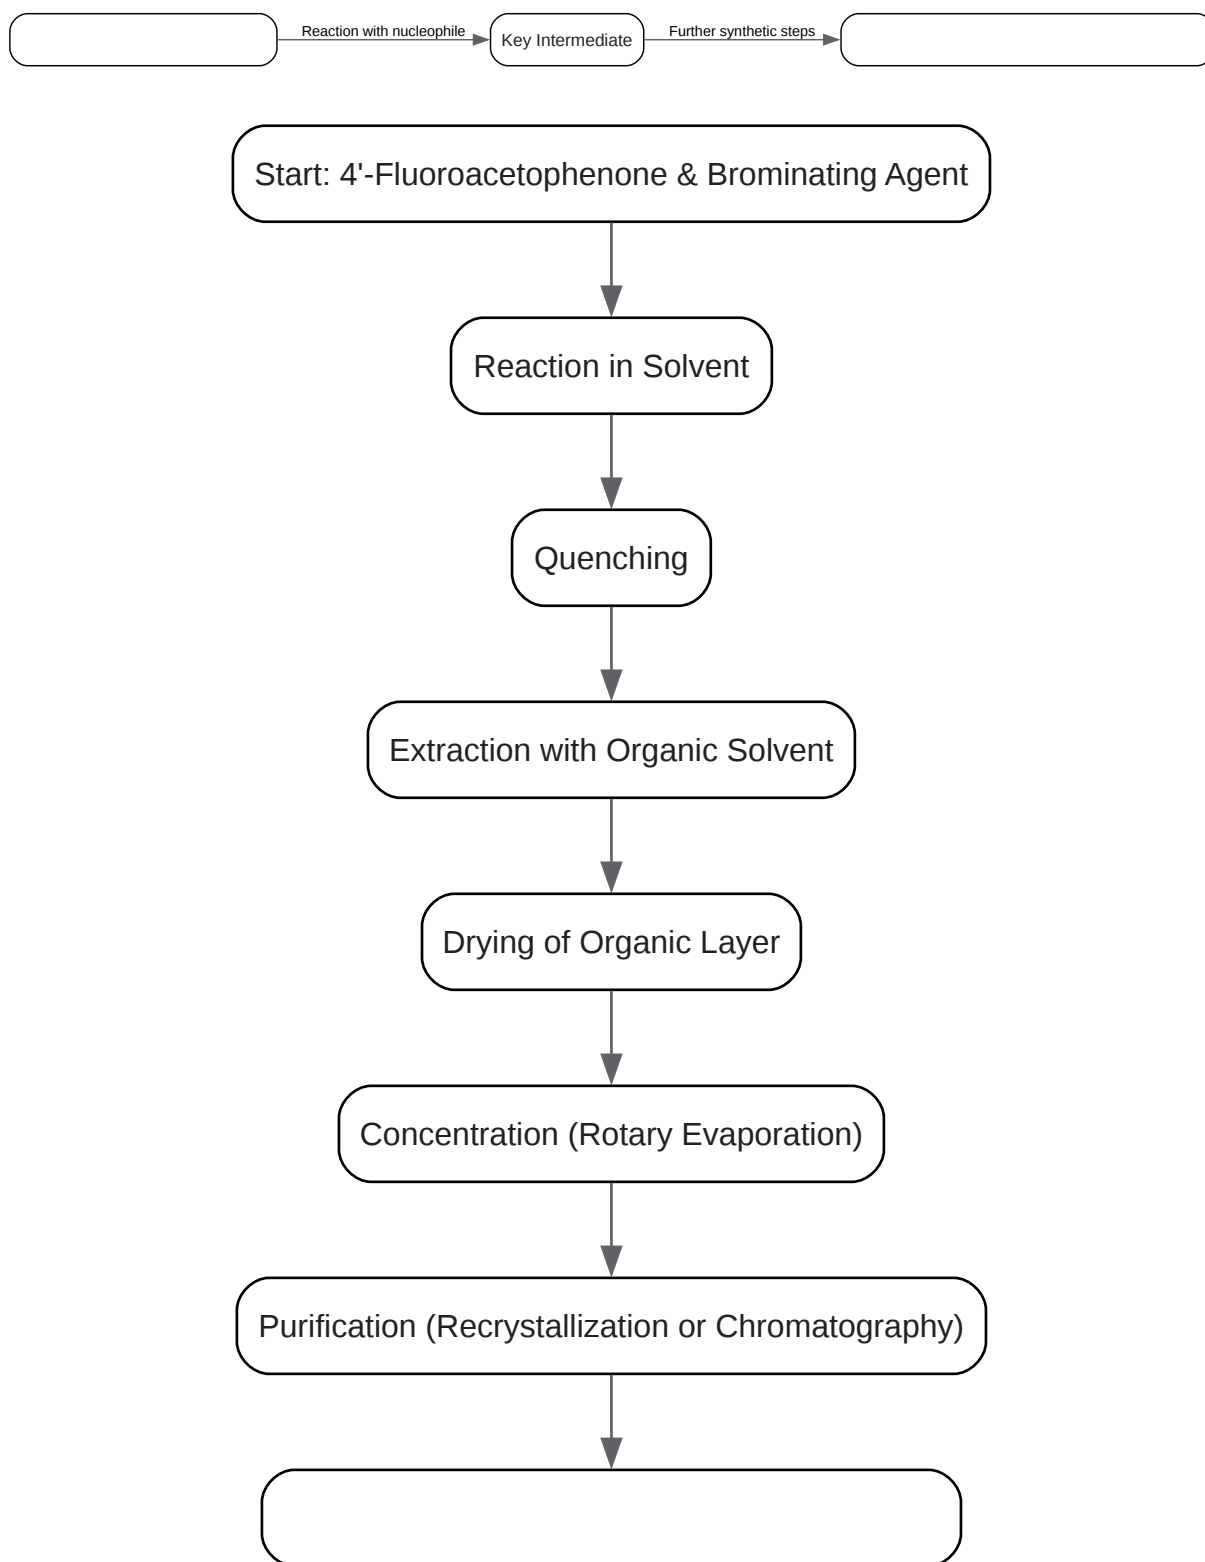 Reaction with nucleophile
Key Intermediate
Further synthetic steps
Start: 4'-Fluoroacetophenone & Brominating Agent
Reaction in Solvent
Quenching
Extraction with Organic Solvent
Drying of Organic Layer
Concentration (Rotary Evaporation)
Purification (Recrystallization or Chromatography)